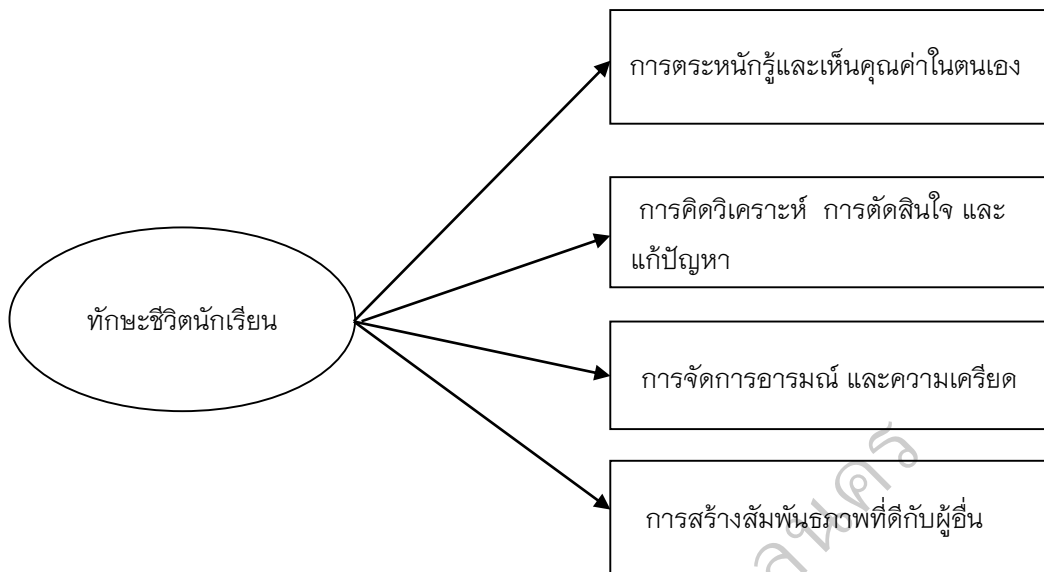 การตระหนักรู้และเห็นคุณค่าในตนเอง
การคิดวิเคราะห์ การตัดสินใจ และ
แก้ปัญหา
ทักษะชีวิตนักเรียน
การจัดการอารมณ์ และความเครียด
การสร้างสัมพันธภาพที่ดีกับผู้อื่น